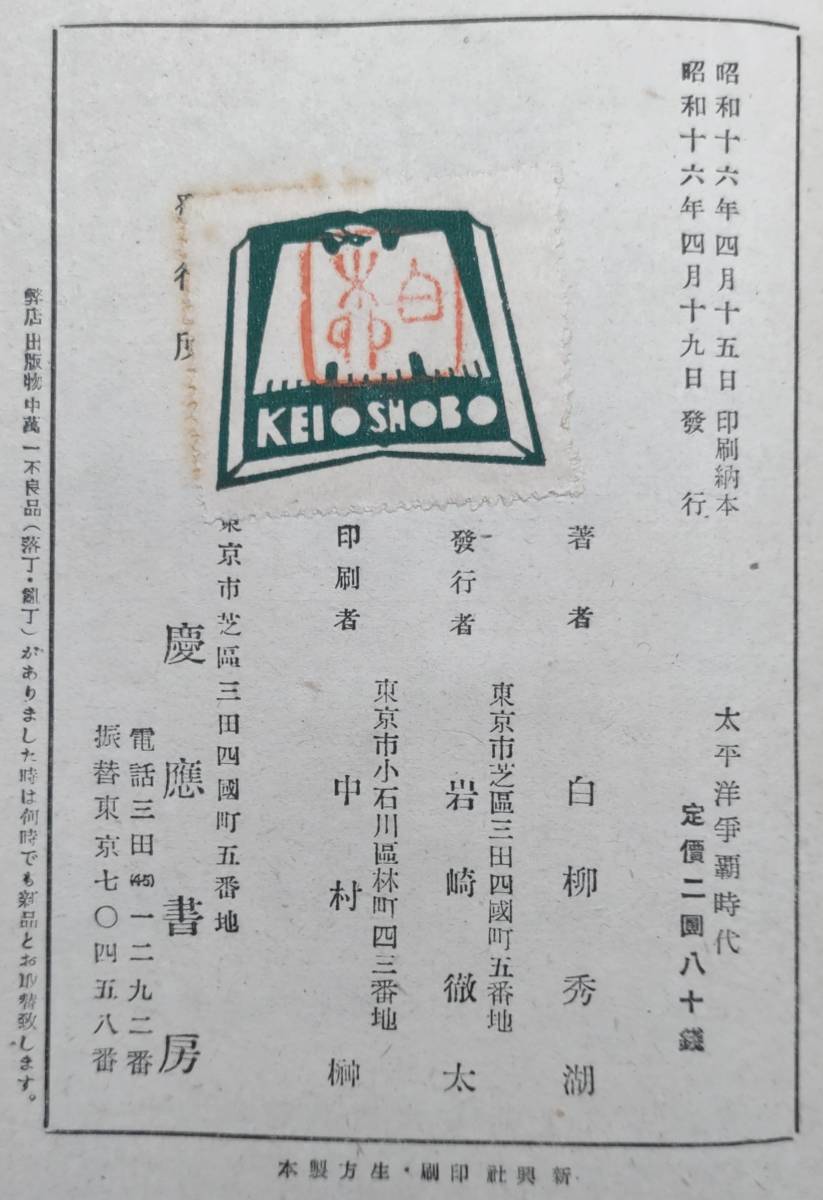 昭和十六年四月十五日印刷納本
昭和十六年四月十九日發行
太平洋爭覇時代
定價二圓八十錢
著者 白柳秀湖
東京市芝區三田四國町五番地
發行者 岩崎徹太
東京市小石川區林町四三番地
印刷者 中村榊
白柳
KEIO SHOBO
發行所
東京市芝區三田四國町五番地
慶應書房
電話三田(45)一二九二番
振替東京七〇四五八番
弊店出版物中萬一不良品(落丁・亂丁)がありました時は何時でも新品とお取替致します。
新興社印刷・生方製本